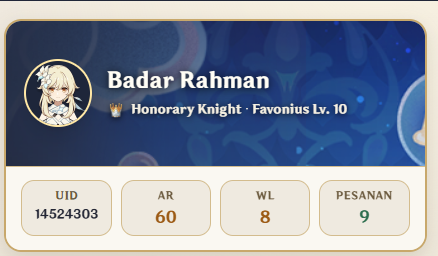 Badar Rahman
Honorary Knight · Favonius Lv. 10
UID
14524303
AR
60
WL
8
PESANAN
9